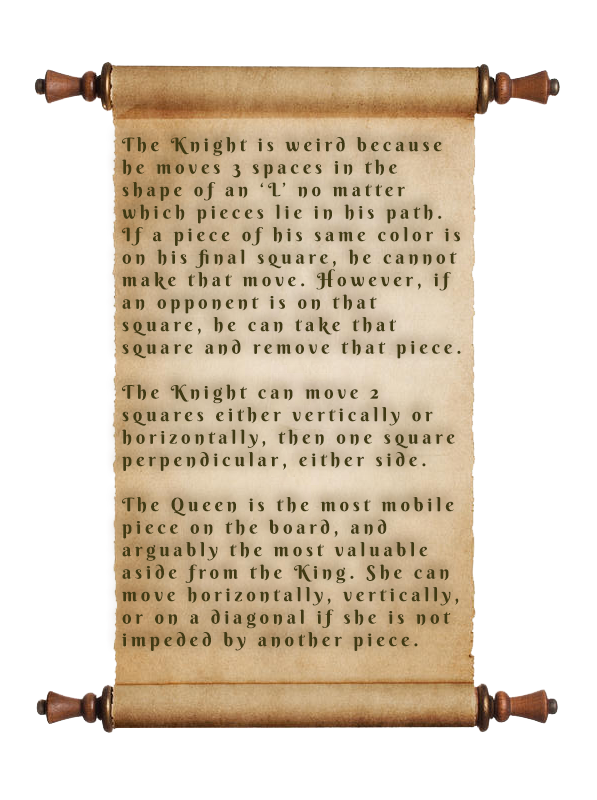 The Knight is weird because
he moves 3 spaces in the
shape of an ‘L’ no matter
which pieces lie in his path.
If a piece of his same color is
on his final square, he cannot
make that move. However, if
an opponent is on that
square, he can take that
square and remove that piece.

The Knight can move 2
squares either vertically or
horizontally, then one square
perpendicular, either side.

The Queen is the most mobile
piece on the board, and
arguably the most valuable
aside from the King. She can
move horizontally, vertically,
or on a diagonal if she is not
impeded by another piece.